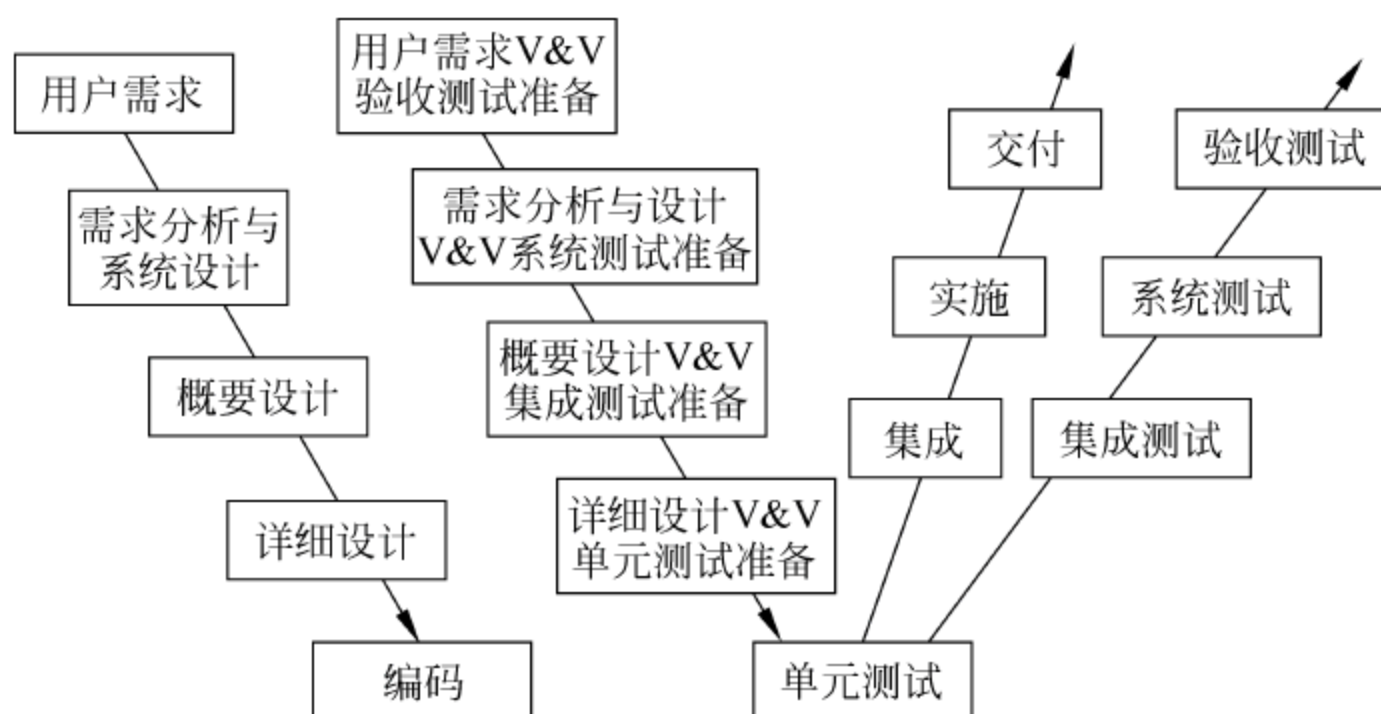 用户需求
需求分析与
系统设计
概要设计
详细设计
编码
用户需求V&V
验收测试准备
需求分析与设计
V&V系统测试准备
概要设计V&V
集成测试准备
详细设计V&V
单元测试准备
单元测试
交付
实施
集成
验收测试
系统测试
集成测试